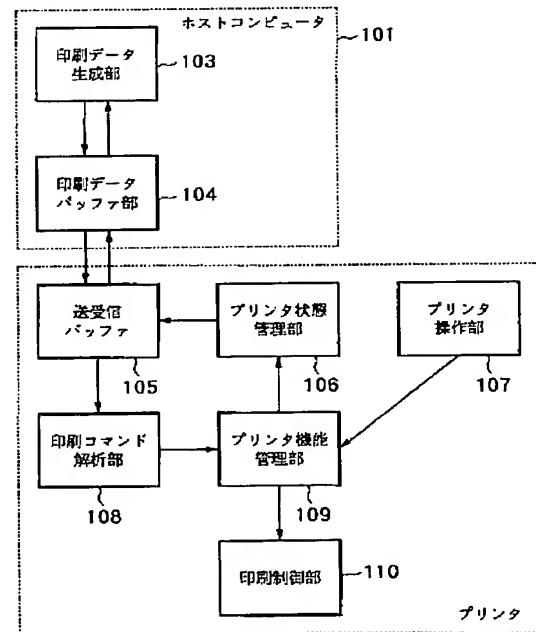 ホストコンピュータ
101
印刷データ
生成部
103
印刷データ
バッファ部
104
送受信
バッファ
105
プリンタ状態
管理部
106
プリンタ
操作部
107
印刷コマンド
解析部
108
プリンタ機能
管理部
109
印刷制御部
110
プリンタ